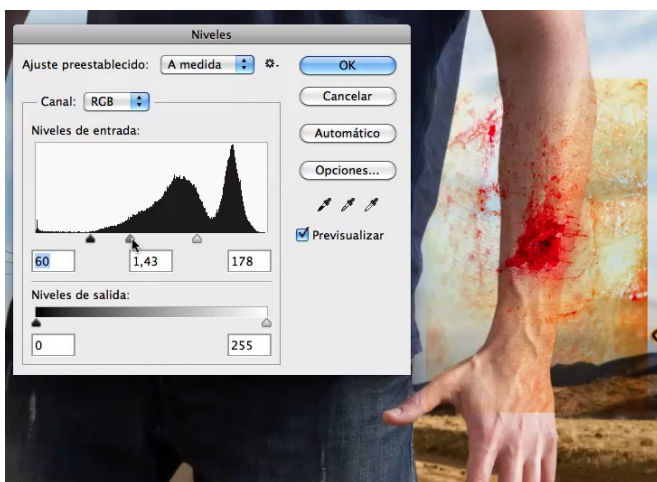 Niveles
Ajuste preestablecido: A medida
OK
Canal: RGB
Cancelar
Niveles de entrada:
Automático
Opciones...
Previsualizar
60 1,43 178
Niveles de salida:
0 255